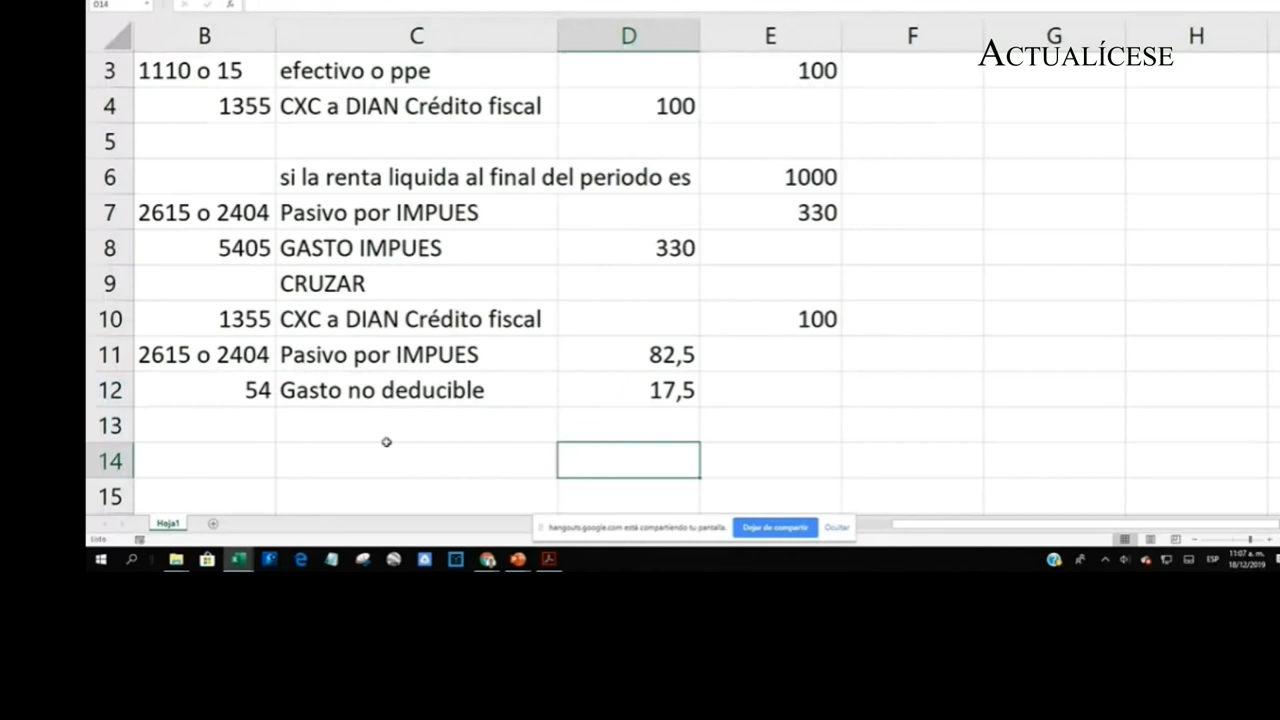 D14
B C D E F G H
ACTUALÍCESE
3 1110 o 15 efectivo o ppe 100
4 1355 CXC a DIAN Crédito fiscal 100
5
6 si la renta liquida al final del periodo es 1000
7 2615 o 2404 Pasivo por IMPUES 330
8 5405 GASTO IMPUES 330
9 CRUZAR
10 1355 CXC a DIAN Crédito fiscal 100
11 2615 o 2404 Pasivo por IMPUES 82,5
12 54 Gasto no deducible 17,5
13
14
15
Hoja1
hangouts.google.com está compartiendo tu pantalla. Dejar de compartir Ocultar
Listo
ESP 11:07 a. m.
18/12/2019